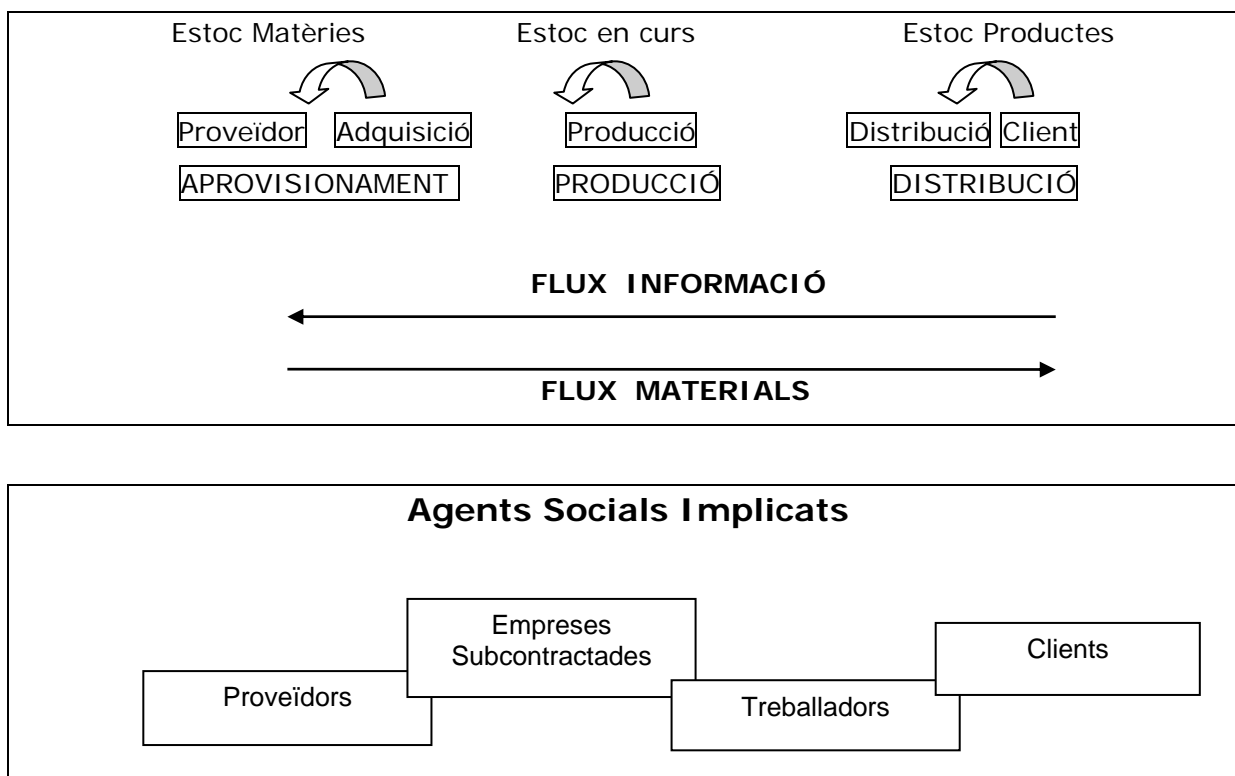 Estoc Matèries Estoc en curs Estoc Productes
Proveïdor Adquisició Producció Distribució Client
APROVISIONAMENT PRODUCCIÓ DISTRIBUCIÓ
FLUX INFORMACIÓ
FLUX MATERIALS
Agents Socials Implicats
Empreses
Subcontractades
Clients
Proveïdors
Treballadors